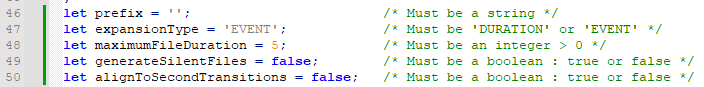 46 let prefix = ''; /* Must be a string */
47 let expansionType = 'EVENT'; /* Must be 'DURATION' or 'EVENT' */
48 let maximumFileDuration = 5; /* Must be an integer > 0 */
49 let generateSilentFiles = false; /* Must be a boolean : true or false */
50 let alignToSecondTransitions = false; /* Must be a boolean : true or false */